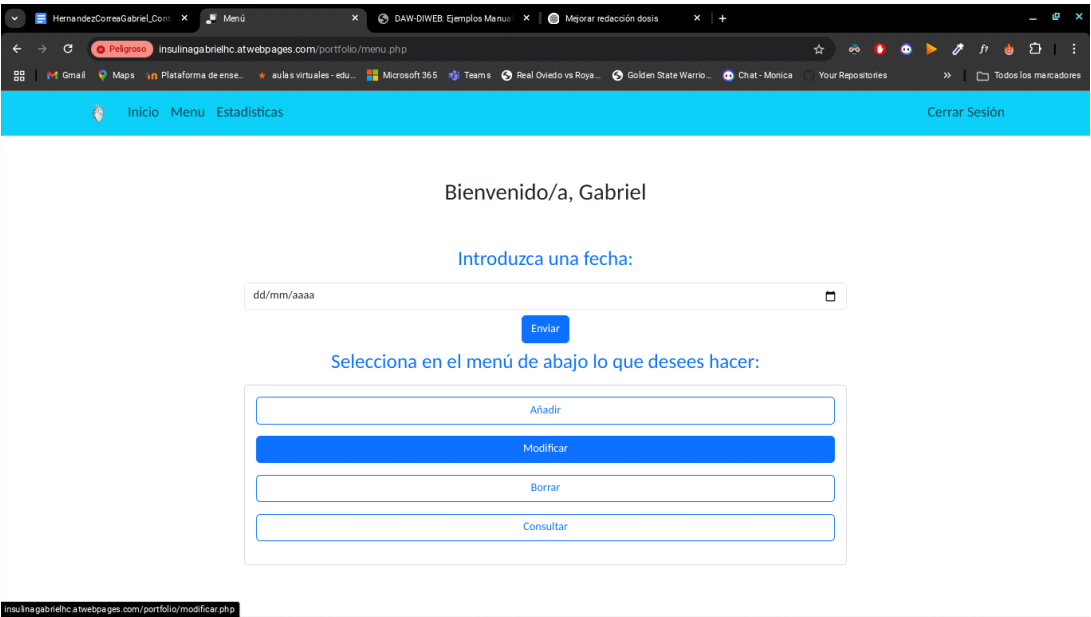 HernandezCorreaGabriel_Cont
Menú
DAW-DIWEB: Ejemplos Manual
Mejorar redacción dosis
Peligroso
insulinagabrielhc.atwebpages.com/portfolio/menu.php
Gmail
Maps
Plataforma de ense...
aulas virtuales - edu...
Microsoft 365
Teams
Real Oviedo vs Roya...
Golden State Warrio...
Chat - Monica
Your Repositories
»
Todos los marcadores
Inicio Menu Estadisticas
Cerrar Sesión
Bienvenido/a, Gabriel
Introduzca una fecha:
dd/mm/aaaa
Enviar
Selecciona en el menú de abajo lo que desees hacer:
Añadir
Modificar
Borrar
Consultar
insulinagabrielhc.atwebpages.com/portfolio/modificar.php